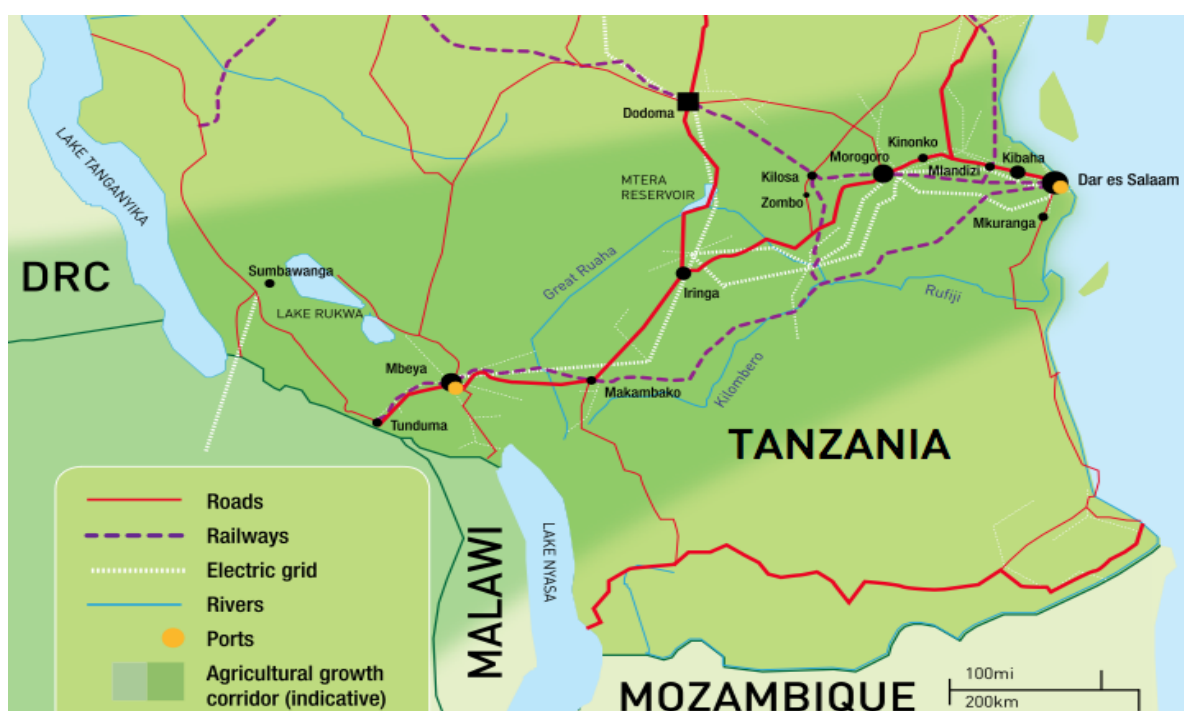 Dodoma
Kinonko
Morogoro
Kibaha
Mlandizi
Kilosa
Dar es Salaam
MTERA
RESERVOIR
Zombo
Mkuranga
LAKE TANGANYIKA
DRC
Sumbawanga
Great Ruaha
Iringa
Rufiji
LAKE RUKWA
Mbeya
Makambako
Kilombero
Tunduma
TANZANIA
Roads
Railways
Electric grid
Rivers
Ports
Agricultural growth
corridor (indicative)
MALAWI
LAKE NYASA
MOZAMBIQUE
100mi
200km